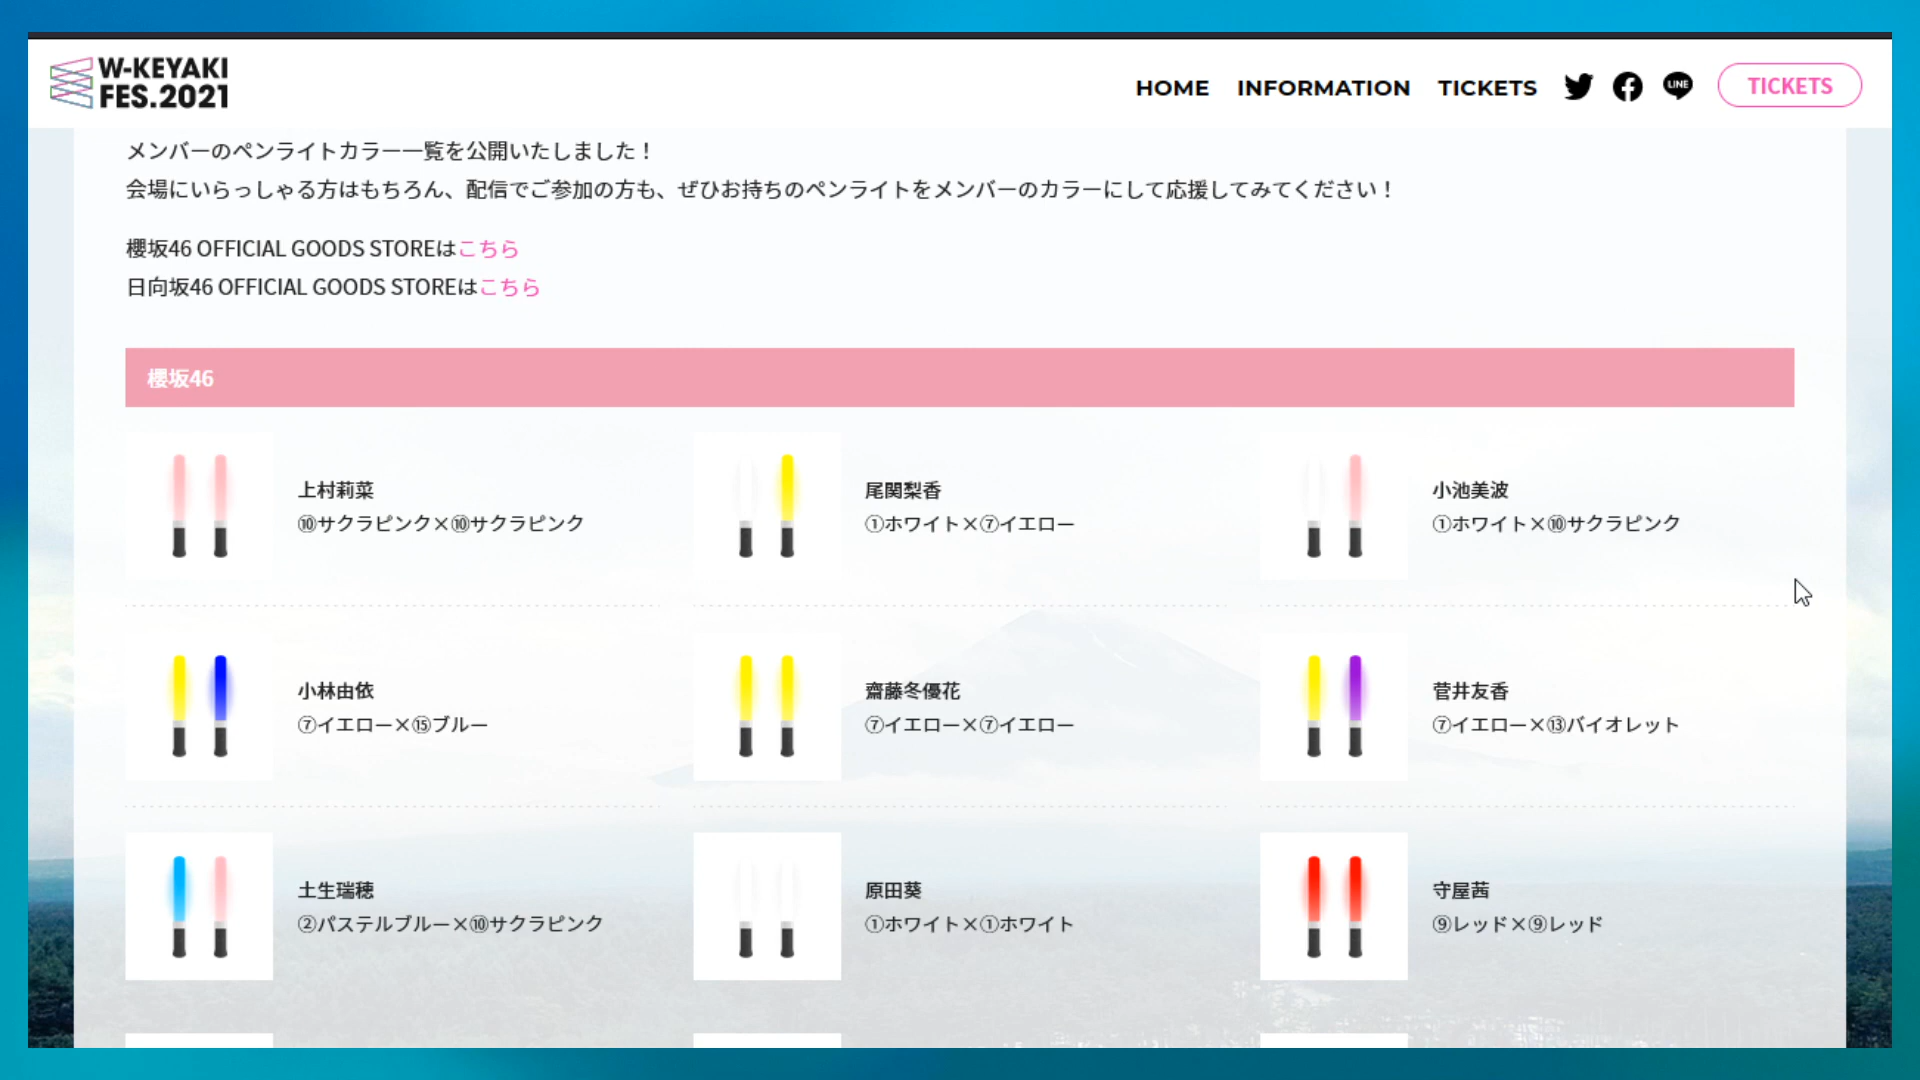 W-KEYAKI
FES.2021
HOME INFORMATION TICKETS LINE TICKETS
メンバーのペンライトカラー一覧を公開いたしました！
会場にいらっしゃる方はもちろん、配信でご参加の方も、ぜひお持ちのペンライトをメンバーのカラーにして応援してみてください！
櫻坂46 OFFICIAL GOODS STOREはこちら
日向坂46 OFFICIAL GOODS STOREはこちら
櫻坂46
上村莉菜
⑩サクラピンク×⑩サクラピンク
尾関梨香
①ホワイト×⑦イエロー
小池美波
①ホワイト×⑩サクラピンク
小林由依
⑦イエロー×⑮ブルー
齋藤冬優花
⑦イエロー×⑦イエロー
菅井友香
⑦イエロー×⑬バイオレット
土生瑞穂
②パステルブルー×⑩サクラピンク
原田葵
①ホワイト×①ホワイト
守屋茜
⑨レッド×⑨レッド